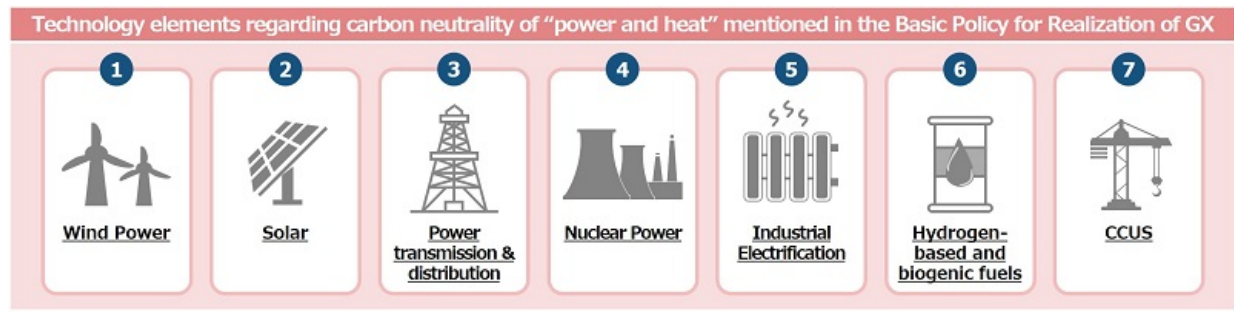 Technology elements regarding carbon neutrality of “power and heat” mentioned in the Basic Policy for Realization of GX
1
Wind Power
2
Solar
3
Power
transmission &
distribution
4
Nuclear Power
5
Industrial
Electrification
6
Hydrogen-
based and
biogenic fuels
7
CCUS